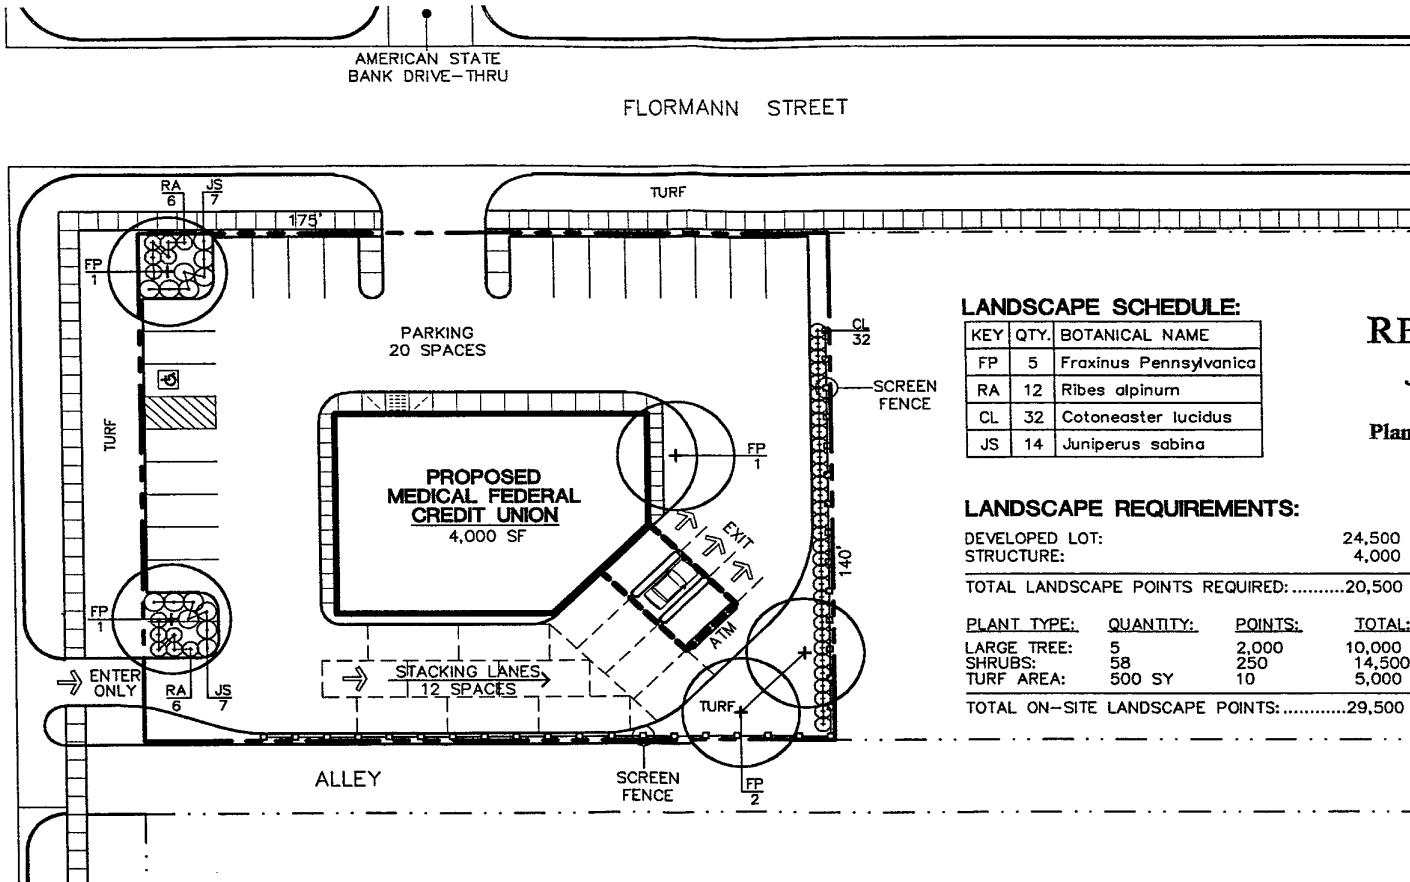 AMERICAN STATE
BANK DRIVE-THRU
FLORMANN STREET
RA
6
JS
7
TURF
175'
FP
1
PARKING
20 SPACES
CL
32
SCREEN
FENCE
TURF
FP
1
PROPOSED
MEDICAL FEDERAL
CREDIT UNION
4,000 SF
EXIT
140'
ATM
FP
1
ENTER
ONLY
RA
6
JS
7
STACKING LANES
12 SPACES
TURF
ALLEY
SCREEN
FENCE
FP
2
LANDSCAPE SCHEDULE:
KEY QTY. BOTANICAL NAME
FP 5 Fraxinus Pennsylvanica
RA 12 Ribes alpinum
CL 32 Cotoneaster lucidus
JS 14 Juniperus sabina
Plan
LANDSCAPE REQUIREMENTS:
DEVELOPED LOT: 24,500
STRUCTURE: 4,000
TOTAL LANDSCAPE POINTS REQUIRED:..........20,500
PLANT TYPE: QUANTITY: POINTS: TOTAL:
LARGE TREE: 5 2,000 10,000
SHRUBS: 58 250 14,500
TURF AREA: 500 SY 10 5,000
TOTAL ON-SITE LANDSCAPE POINTS:...........29,500